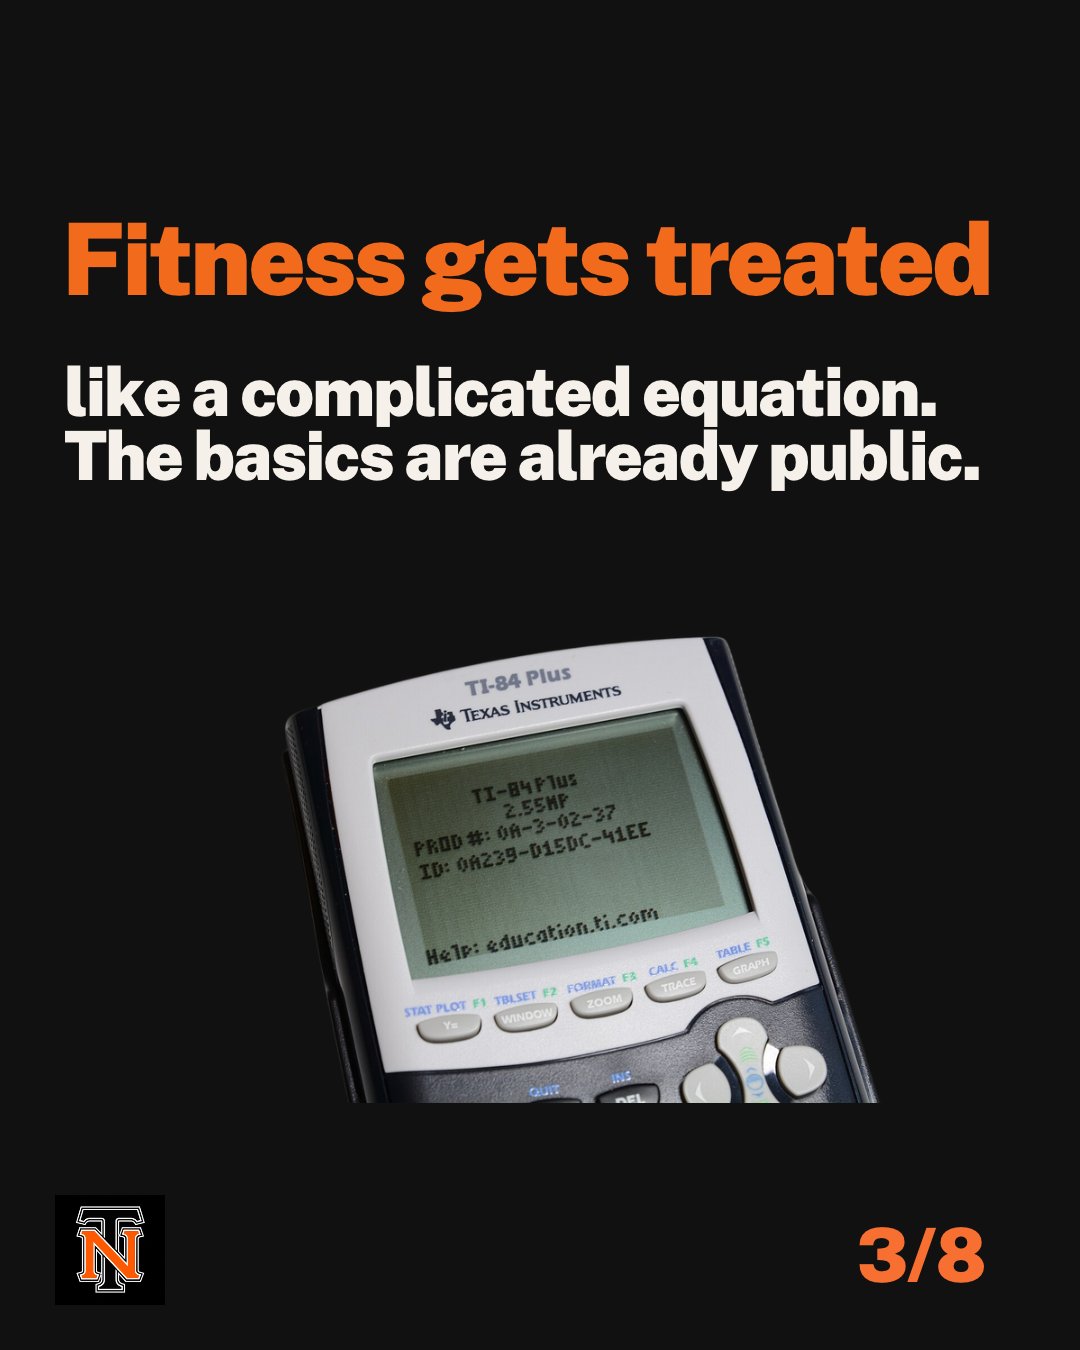 Fitness gets treated
like a complicated equation.
The basics are already public.
TI-84 Plus
TEXAS INSTRUMENTS
TI-84Plus
2.55MP
PROD #: 0A-3-02-37
ID: 0A239-D15DC-41EE
Help: education.ti.com
STAT PLOT F1 TBLSET F2 FORMAT F3 CALC F4 TABLE F5
Y= WINDOW ZOOM TRACE GRAPH
QUIT INS
DEL
TN
3/8